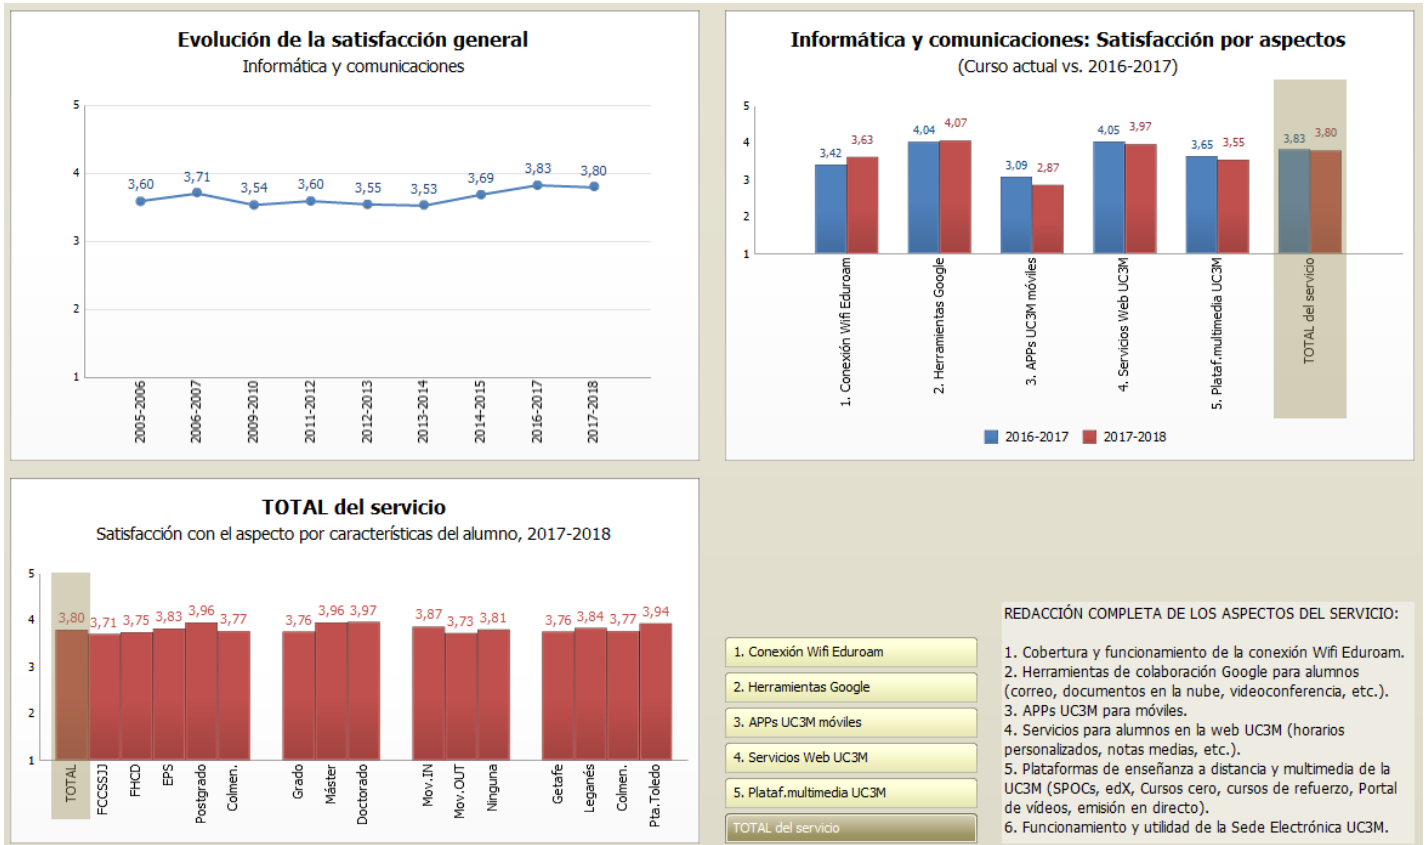 Evolución de la satisfacción general
Informática y comunicaciones
5
4
3
2
1
3,60
3,71
3,54
3,60
3,55
3,53
3,69
3,83
3,80
2005-2006
2006-2007
2009-2010
2011-2012
2012-2013
2013-2014
2014-2015
2016-2017
2017-2018
Informática y comunicaciones: Satisfacción por aspectos
(Curso actual vs. 2016-2017)
5
4
3
2
1
3,42
3,63
4,04
4,07
3,09
2,87
4,05
3,97
3,65
3,55
3,83
3,80
1. Conexión Wifi Eduroam
2. Herramientas Google
3. APPs UC3M móviles
4. Servicios Web UC3M
5. Plataf.multimedia UC3M
TOTAL del servicio
2016-2017
2017-2018
TOTAL del servicio
Satisfacción con el aspecto por características del alumno, 2017-2018
5
4
3
2
1
3,80
3,71
3,75
3,83
3,96
3,77
3,76
3,96
3,97
3,87
3,73
3,81
3,76
3,84
3,77
3,94
TOTAL
FCCSSJJ
FHCD
EPS
Postgrado
Colmen.
Grado
Máster
Doctorado
Mov.IN
Mov.OUT
Ninguna
Getafe
Leganés
Colmen.
Pta.Toledo
1. Conexión Wifi Eduroam
2. Herramientas Google
3. APPs UC3M móviles
4. Servicios Web UC3M
5. Plataf.multimedia UC3M
TOTAL del servicio
REDACCIÓN COMPLETA DE LOS ASPECTOS DEL SERVICIO:
1. Cobertura y funcionamiento de la conexión Wifi Eduroam.
2. Herramientas de colaboración Google para alumnos
(correo, documentos en la nube, videoconferencia, etc.).
3. APPs UC3M para móviles.
4. Servicios para alumnos en la web UC3M (horarios
personalizados, notas medias, etc.).
5. Plataformas de enseñanza a distancia y multimedia de la
UC3M (SPOCs, edX, Cursos cero, cursos de refuerzo, Portal
de vídeos, emisión en directo).
6. Funcionamiento y utilidad de la Sede Electrónica UC3M.